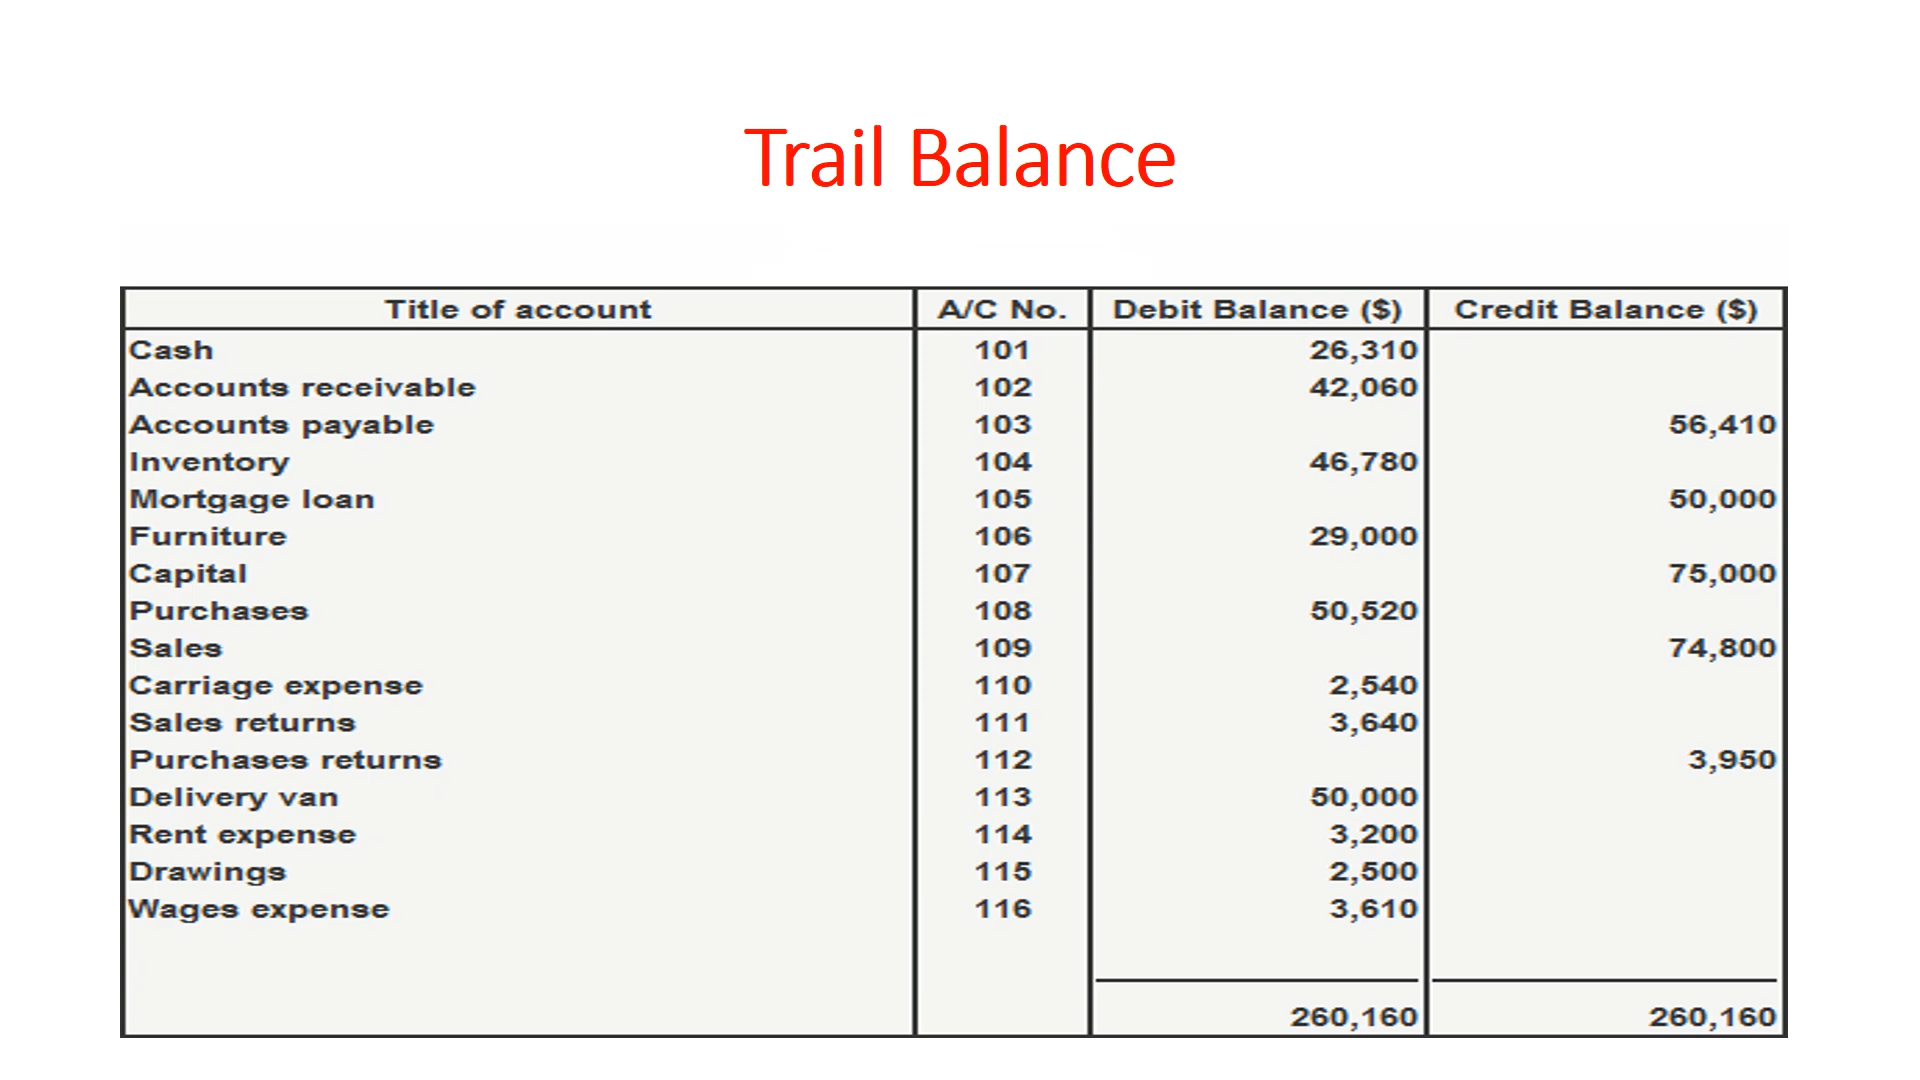 Trail Balance
Title of account A/C No. Debit Balance ($) Credit Balance ($)
Cash 101 26,310
Accounts receivable 102 42,060
Accounts payable 103 56,410
Inventory 104 46,780
Mortgage loan 105 50,000
Furniture 106 29,000
Capital 107 75,000
Purchases 108 50,520
Sales 109 74,800
Carriage expense 110 2,540
Sales returns 111 3,640
Purchases returns 112 3,950
Delivery van 113 50,000
Rent expense 114 3,200
Drawings 115 2,500
Wages expense 116 3,610
260,160 260,160